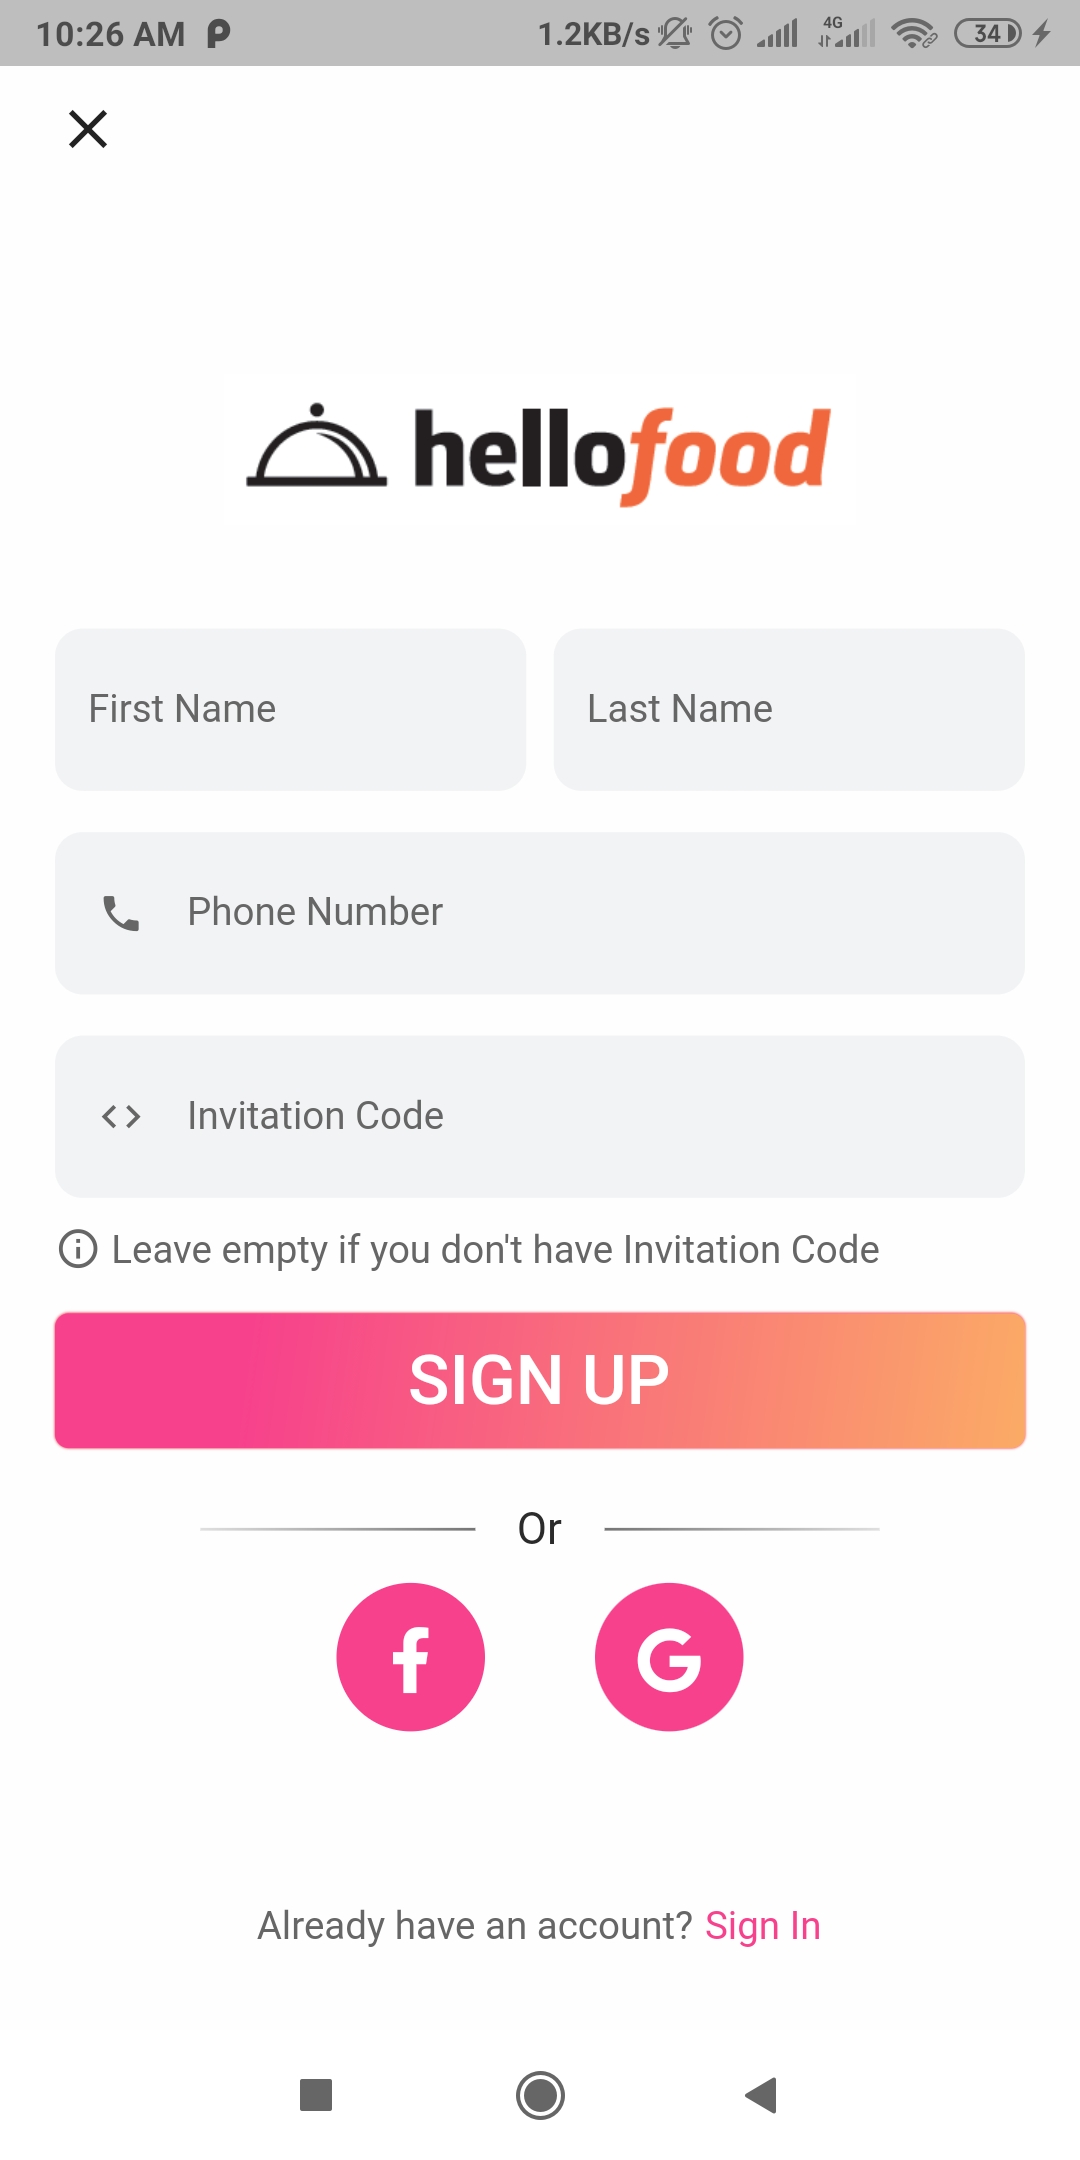 10:26 AM 1.2KB/s 4G 34
hellofood
First Name Last Name
Phone Number
Invitation Code
Leave empty if you don't have Invitation Code
SIGN UP
Or
f G
Already have an account? Sign In